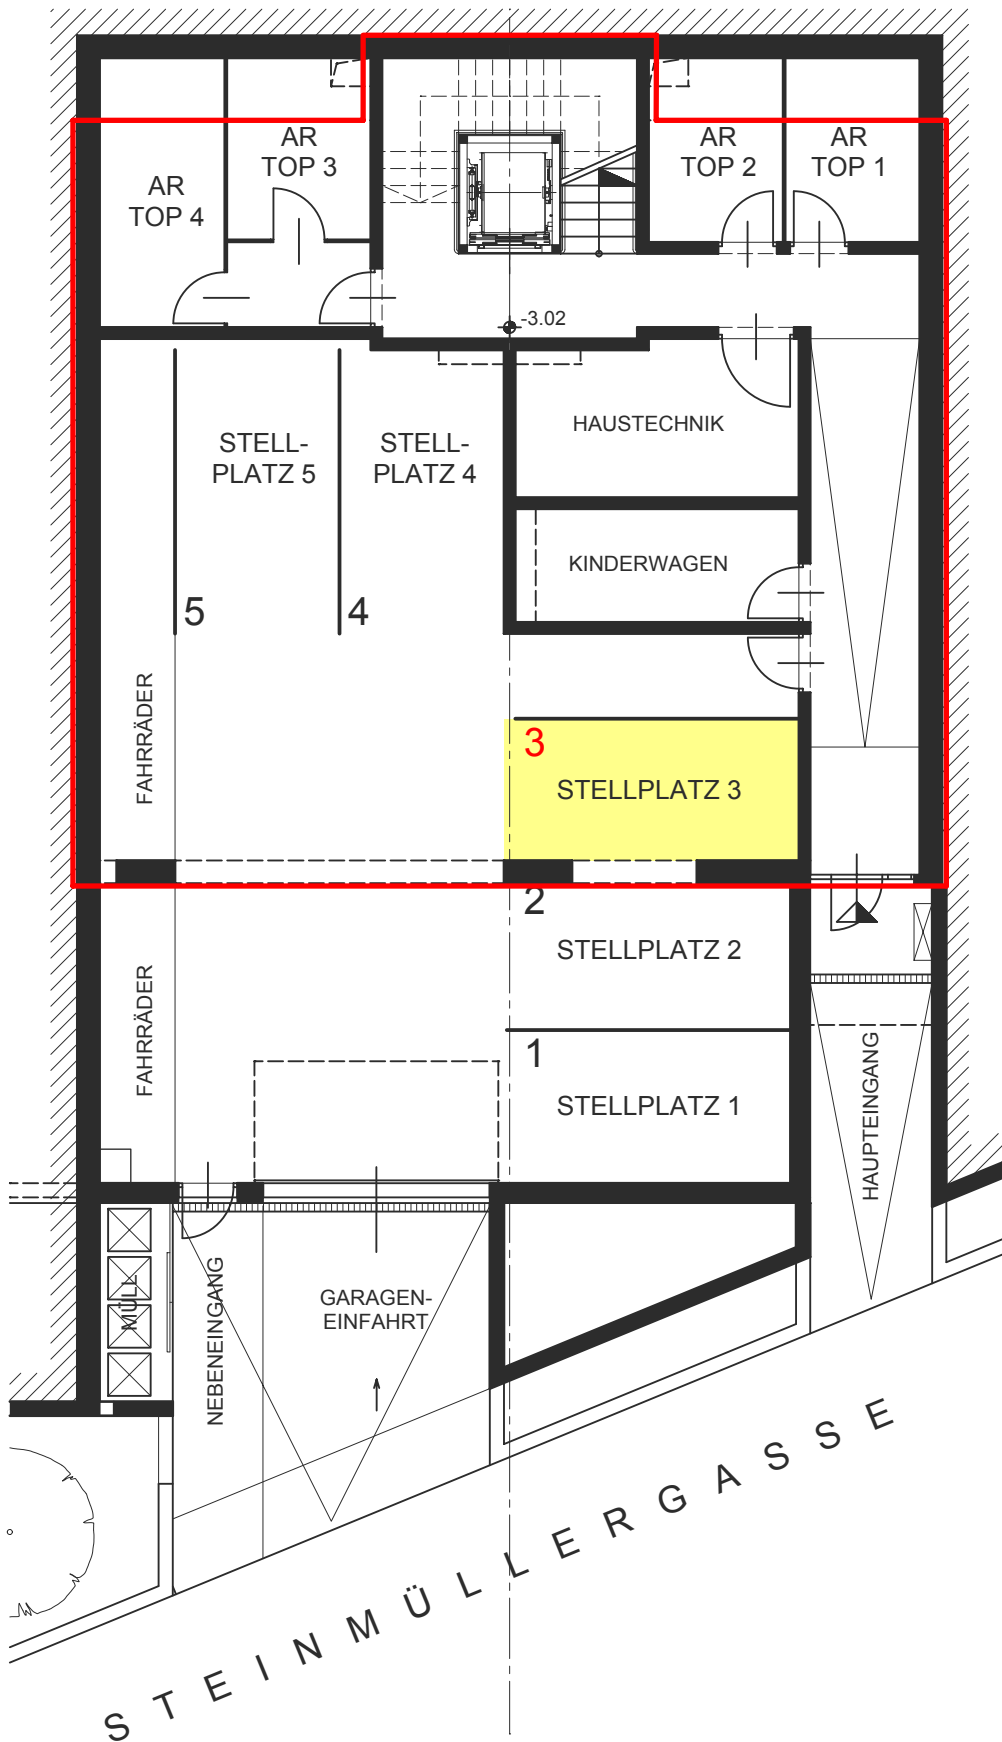 AR
TOP 4
AR
TOP 3
AR
TOP 2
AR
TOP 1
-3.02
STELL-
PLATZ 5
STELL-
PLATZ 4
HAUSTECHNIK
KINDERWAGEN
5
4
FAHRRÄDER
3
STELLPLATZ 3
2
STELLPLATZ 2
FAHRRÄDER
1
STELLPLATZ 1
HAUPTEINGANG
MÜLL
NEBENEINGANG
GARAGEN-
EINFAHRT
STEINMÜLLERGASSE